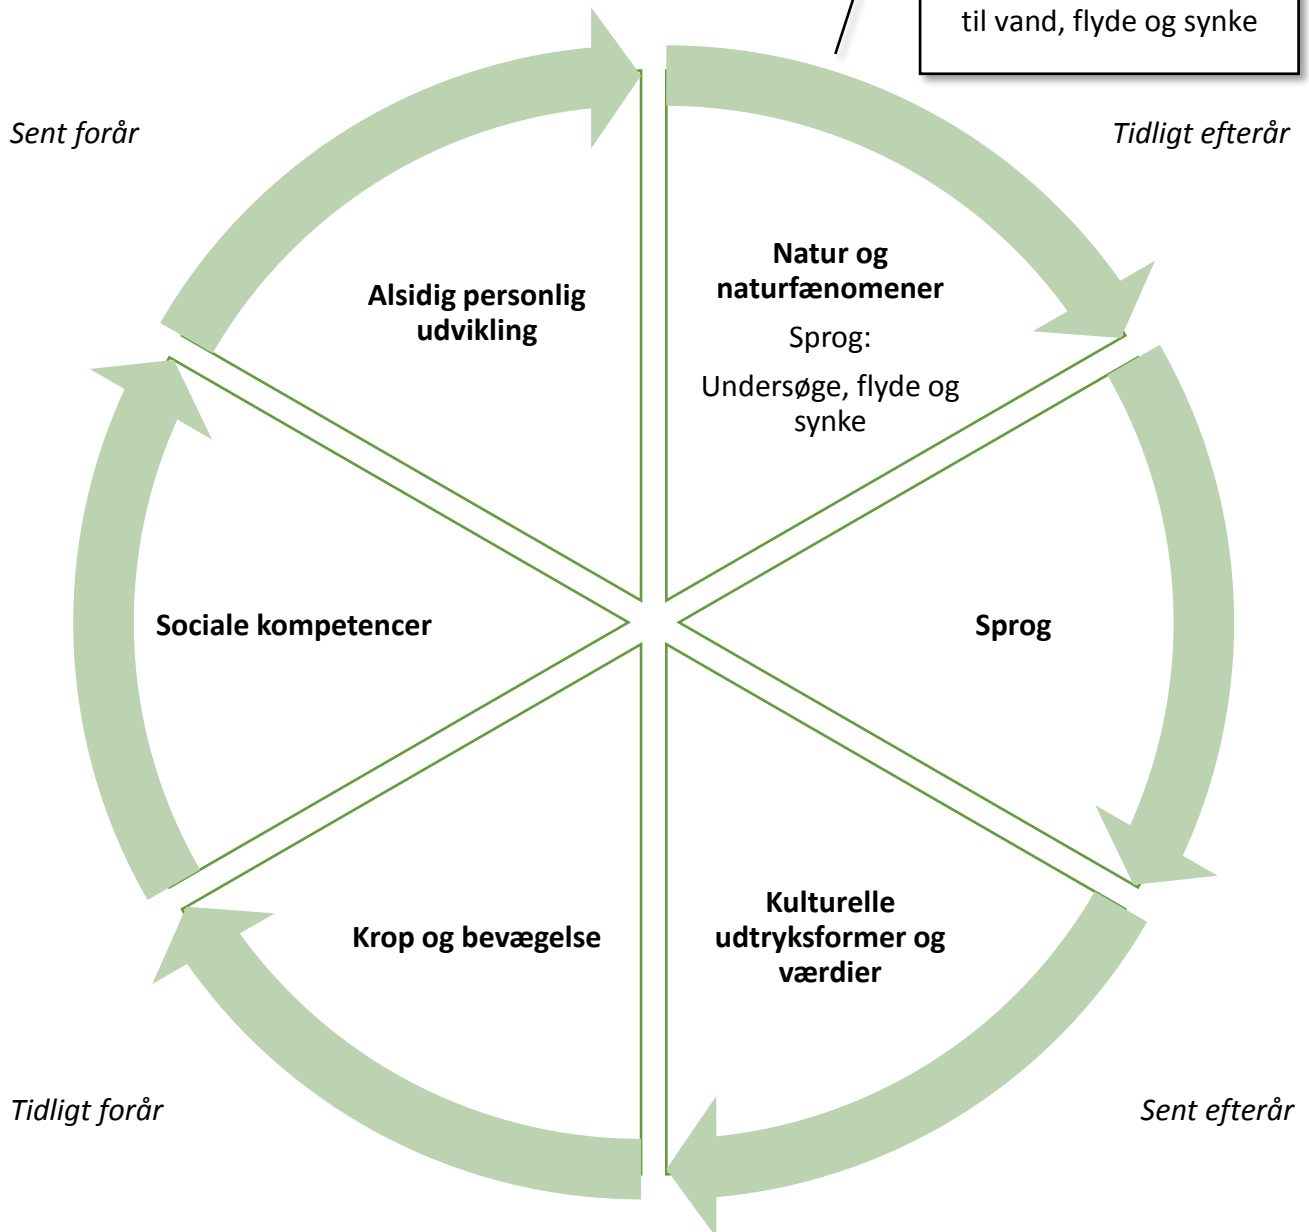 til vand, flyde og synke
Sent forår
Tidligt efterår
Natur og
naturfænomener
Sprog:
Undersøge, flyde og
synke
Alsidig personlig
udvikling
Sociale kompetencer
Sprog
Krop og bevægelse
Kulturelle
udtryksformer og
værdier
Tidligt forår
Sent efterår